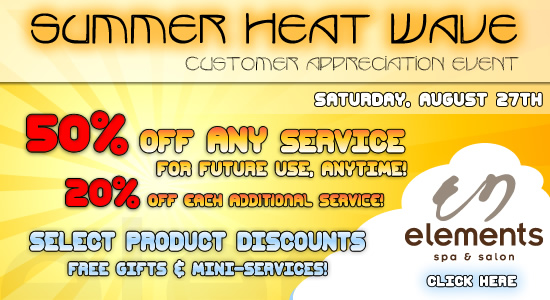 SUMMER HEAT WAVE
CUSTOMER APPRECIATION EVENT
SATURDAY, AUGUST 27TH
50% OFF ANY SERVICE
FOR FUTURE USE, ANYTIME!
20% OFF EACH ADDITIONAL SERVICE!
SELECT PRODUCT DISCOUNTS
FREE GIFTS & MINI-SERVICES!
elements
spa & salon
CLICK HERE